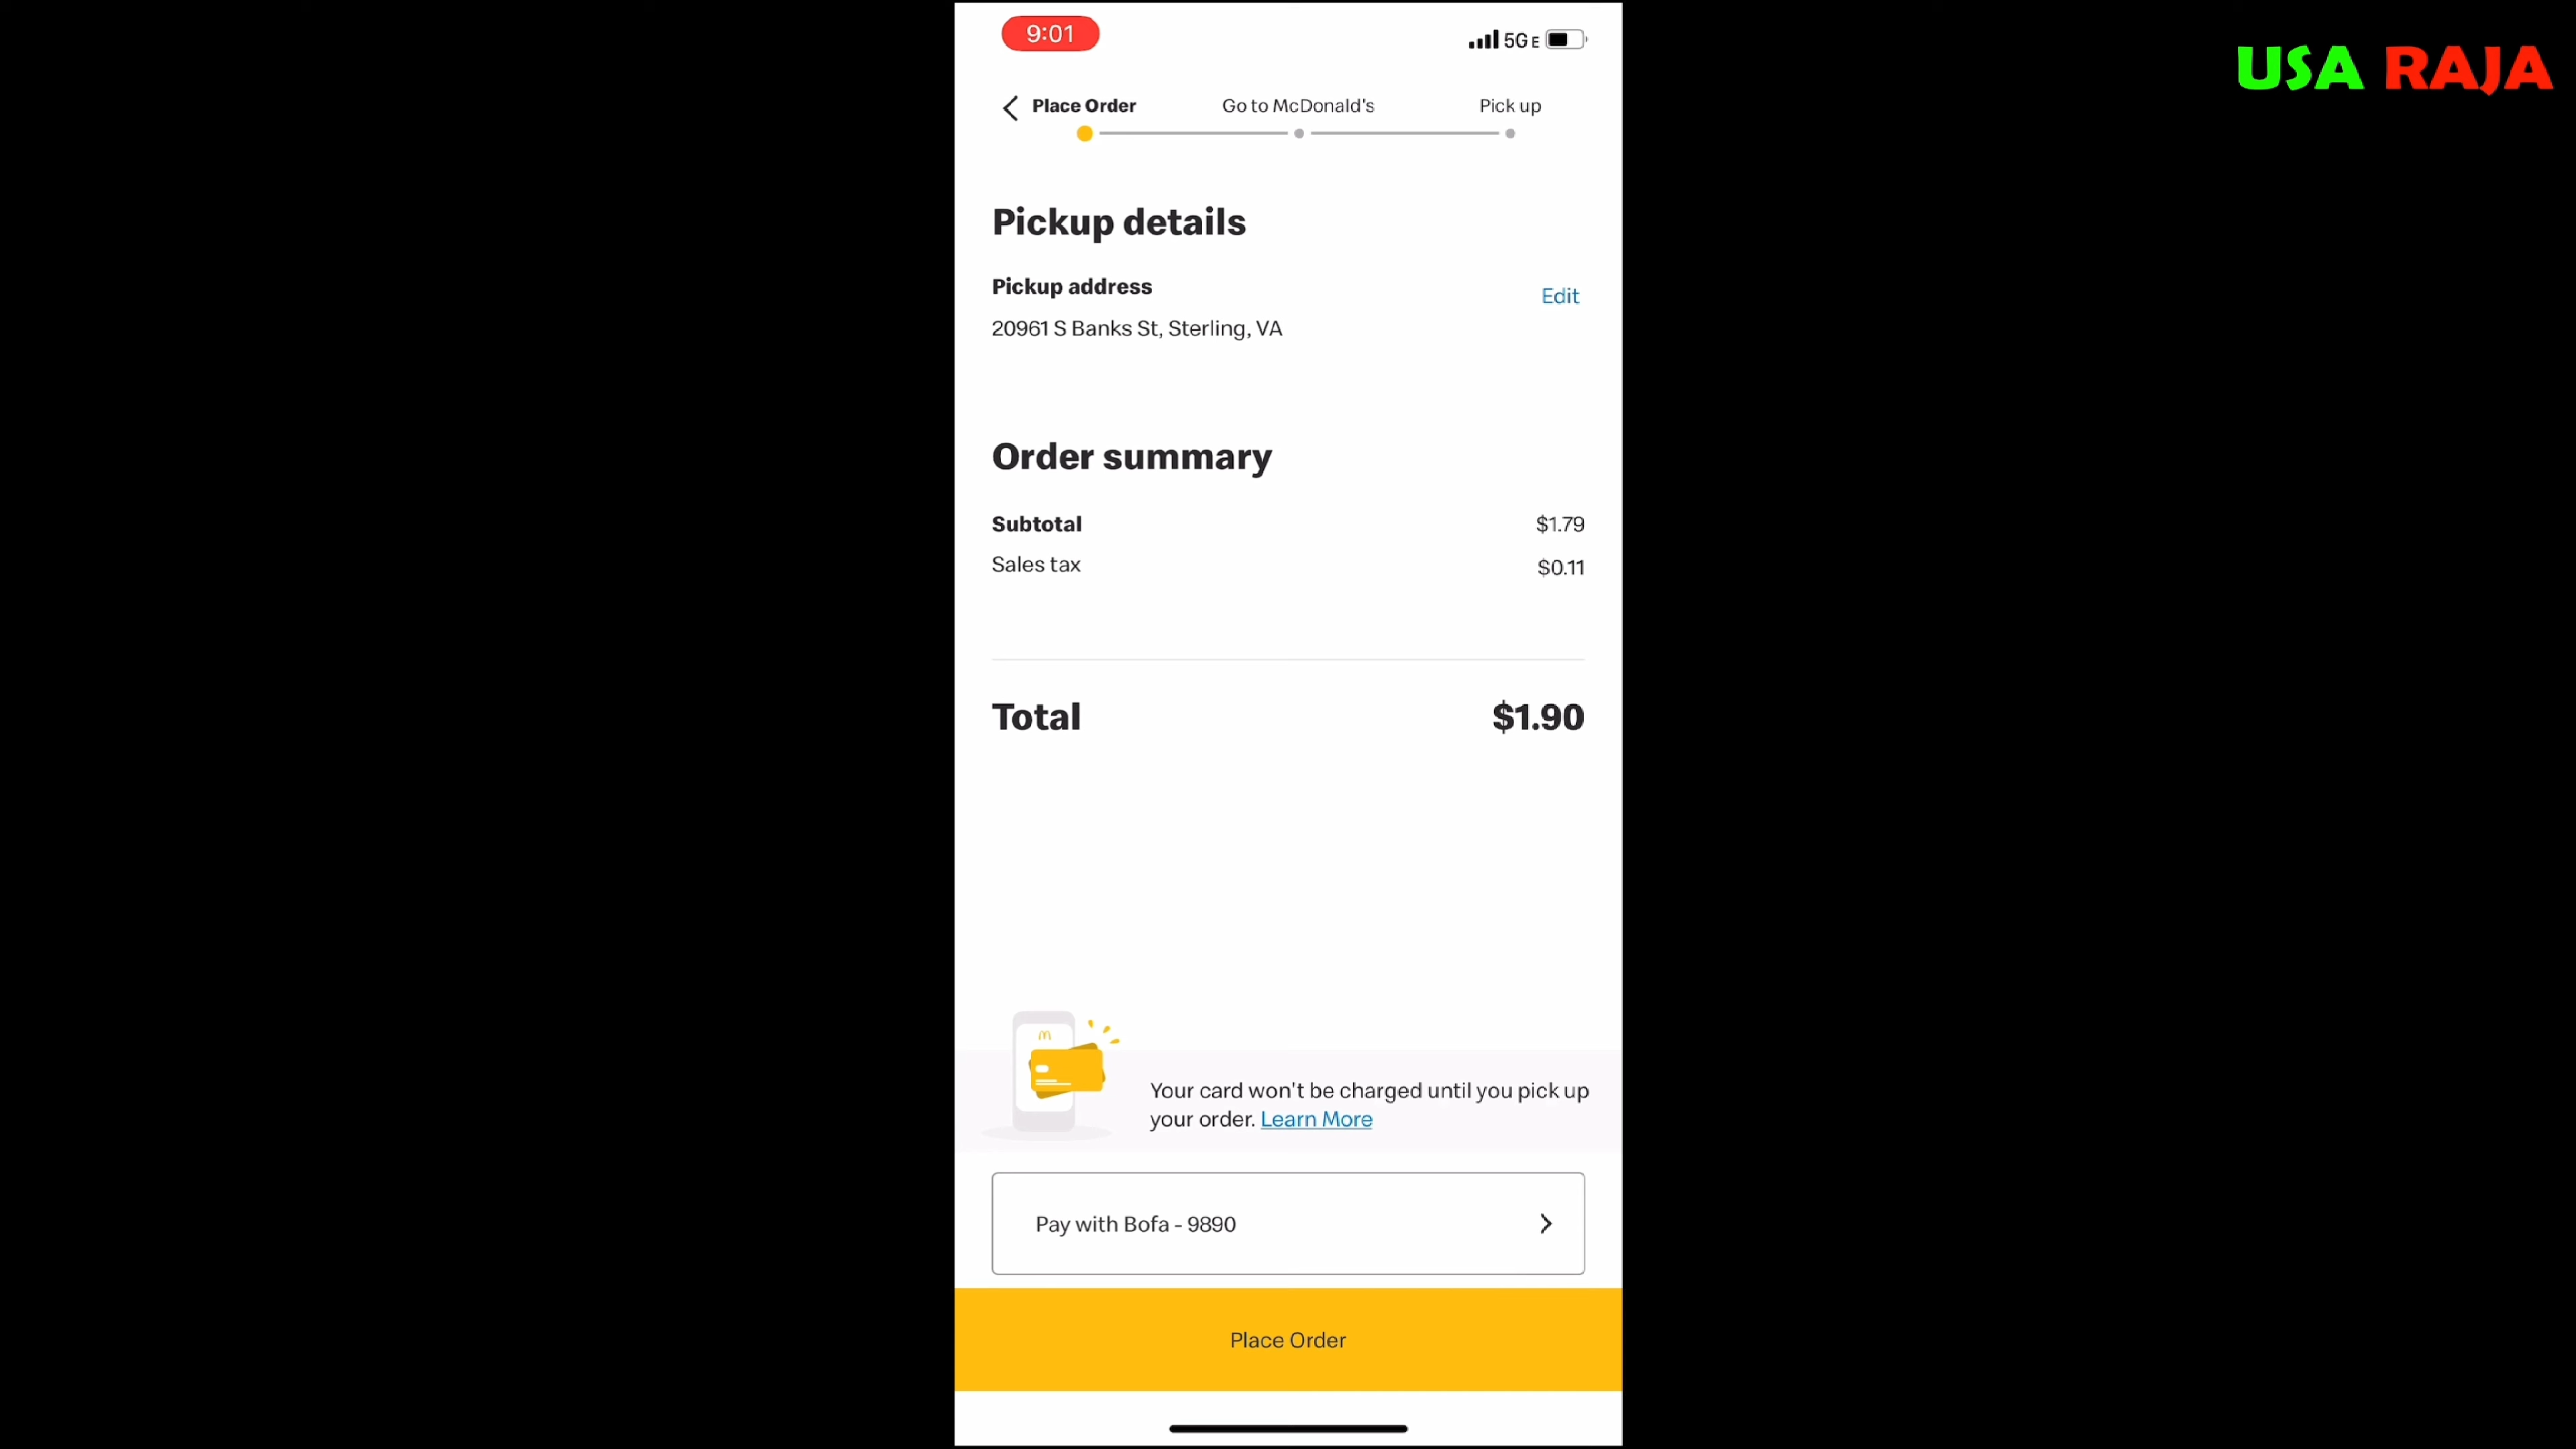 9:01
5GE
USA RAJA
Place Order
Go to McDonald's
Pick up
Pickup details
Pickup address
Edit
20961 S Banks St, Sterling, VA
Order summary
Subtotal $1.79
Sales tax $0.11
Total $1.90
Your card won't be charged until you pick up
your order. Learn More
Pay with Bofa - 9890
Place Order